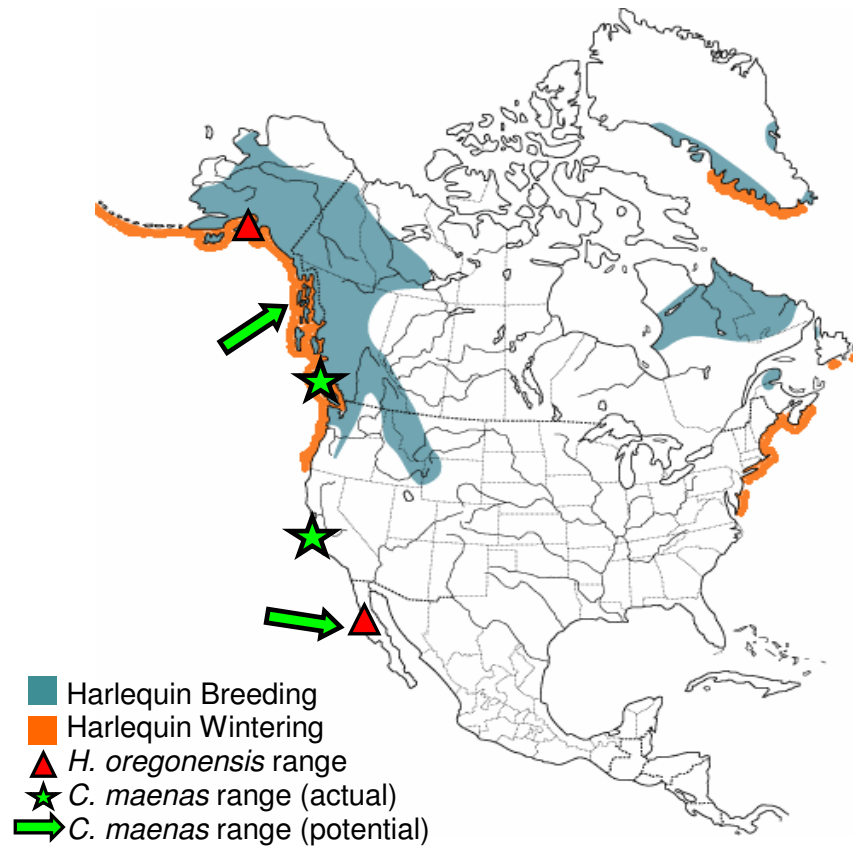 Harlequin Breeding
Harlequin Wintering
H. oregonensis range
C. maenas range (actual)
C. maenas range (potential)